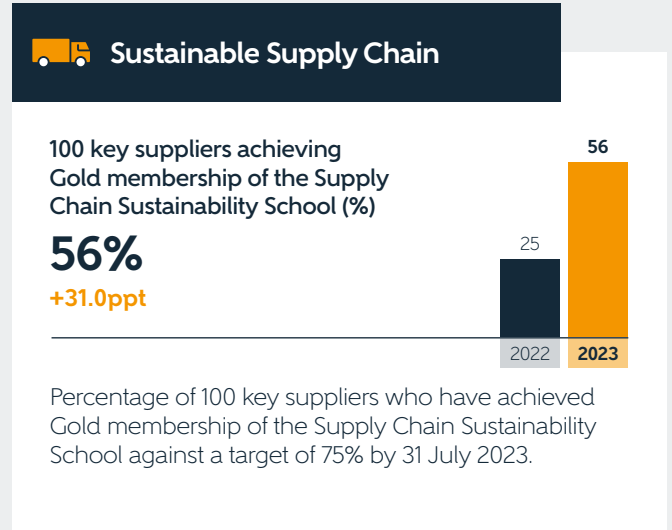 Sustainable Supply Chain
100 key suppliers achieving
Gold membership of the Supply
Chain Sustainability School (%)
56%
+31.0ppt
25
56
2022
2023
Percentage of 100 key suppliers who have achieved
Gold membership of the Supply Chain Sustainability
School against a target of 75% by 31 July 2023.